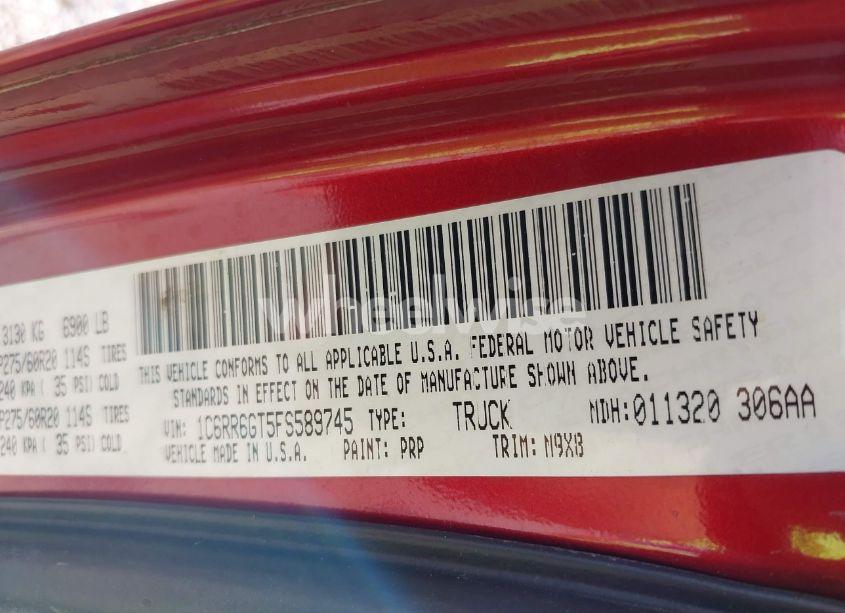 3130 KG 6900 LB
P275/60R20 114S TIRES
240 KPA ( 35 PSI) COLD
P275/60R20 114S TIRES
240 KPA ( 35 PSI) COLD
THIS VEHICLE CONFORMS TO ALL APPLICABLE U.S.A. FEDERAL MOTOR VEHICLE SAFETY
STANDARDS IN EFFECT ON THE DATE OF MANUFACTURE SHOWN ABOVE.
VIN: 1C6RR6GT5FS589745 TYPE: TRUCK MDH:011320 306AA
VEHICLE MADE IN U.S.A. PAINT: PRP TRIM: M9X8
wheelwise